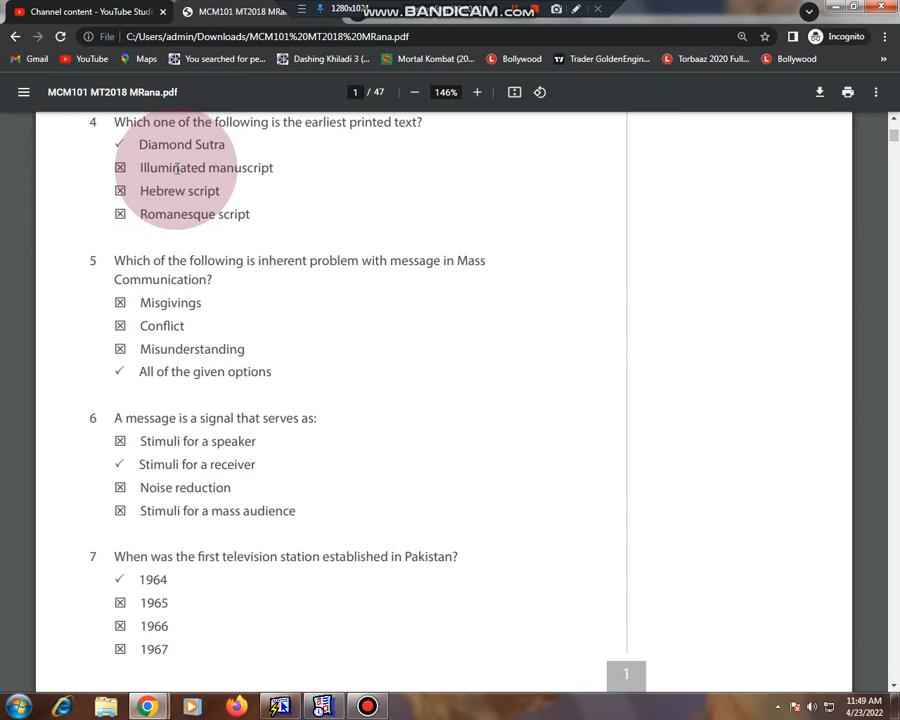 Channel content - YouTube Studi
MCM101 MT2018 MRana.pdf
1280x1024
www.BANDICAM.com
File
C:/Users/admin/Downloads/MCM101%20MT2018%20MRana.pdf
Incognito
Gmail
YouTube
Maps
You searched for pe...
Dashing Khiladi 3 (...
Mortal Kombat (20...
Bollywood
Trader GoldenEngin...
Torbaaz 2020 Full...
Bollywood
MCM101 MT2018 MRana.pdf
1 / 47
146%
4 Which one of the following is the earliest printed text?
Diamond Sutra
Illuminated manuscript
Hebrew script
Romanesque script
5 Which of the following is inherent problem with message in Mass
Communication?
Misgivings
Conflict
Misunderstanding
All of the given options
6 A message is a signal that serves as:
Stimuli for a speaker
Stimuli for a receiver
Noise reduction
Stimuli for a mass audience
7 When was the first television station established in Pakistan?
1964
1965
1966
1967
1
11:49 AM
4/23/2022